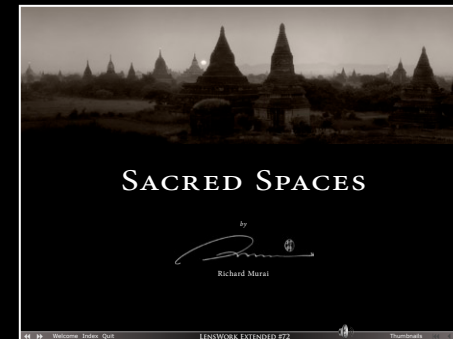 SACRED SPACES
by
Richard Murai
Welcome Index Quit
LENSWORK EXTENDED #72
Thumbnails